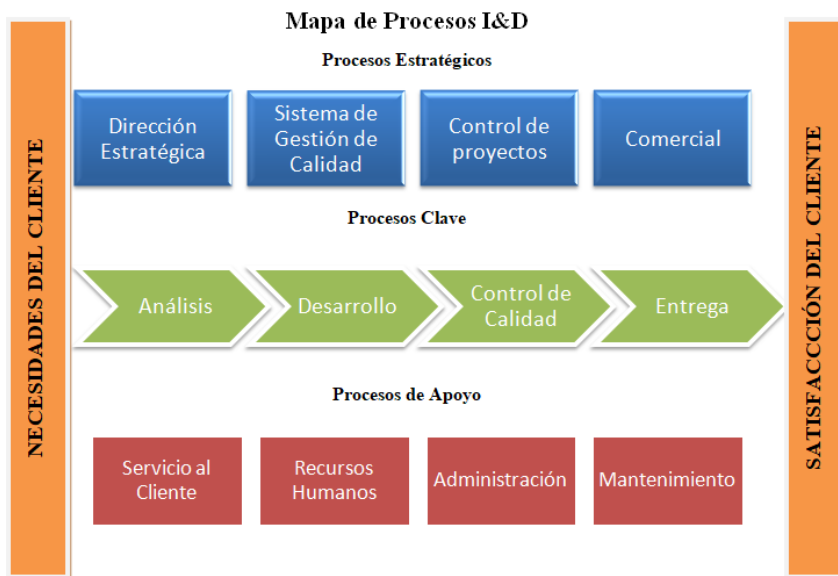 Mapa de Procesos I&D
Procesos Estratégicos
NECESIDADES DEL CLIENTE
Dirección
Estratégica
Sistema de
Gestión de
Calidad
Control de
proyectos
Comercial
Procesos Clave
Análisis
Desarrollo
Control de
Calidad
Entrega
Procesos de Apoyo
Servicio al
Cliente
Recursos
Humanos
Administración
Mantenimiento
SATISFACCCIÓN DEL CLIENTE